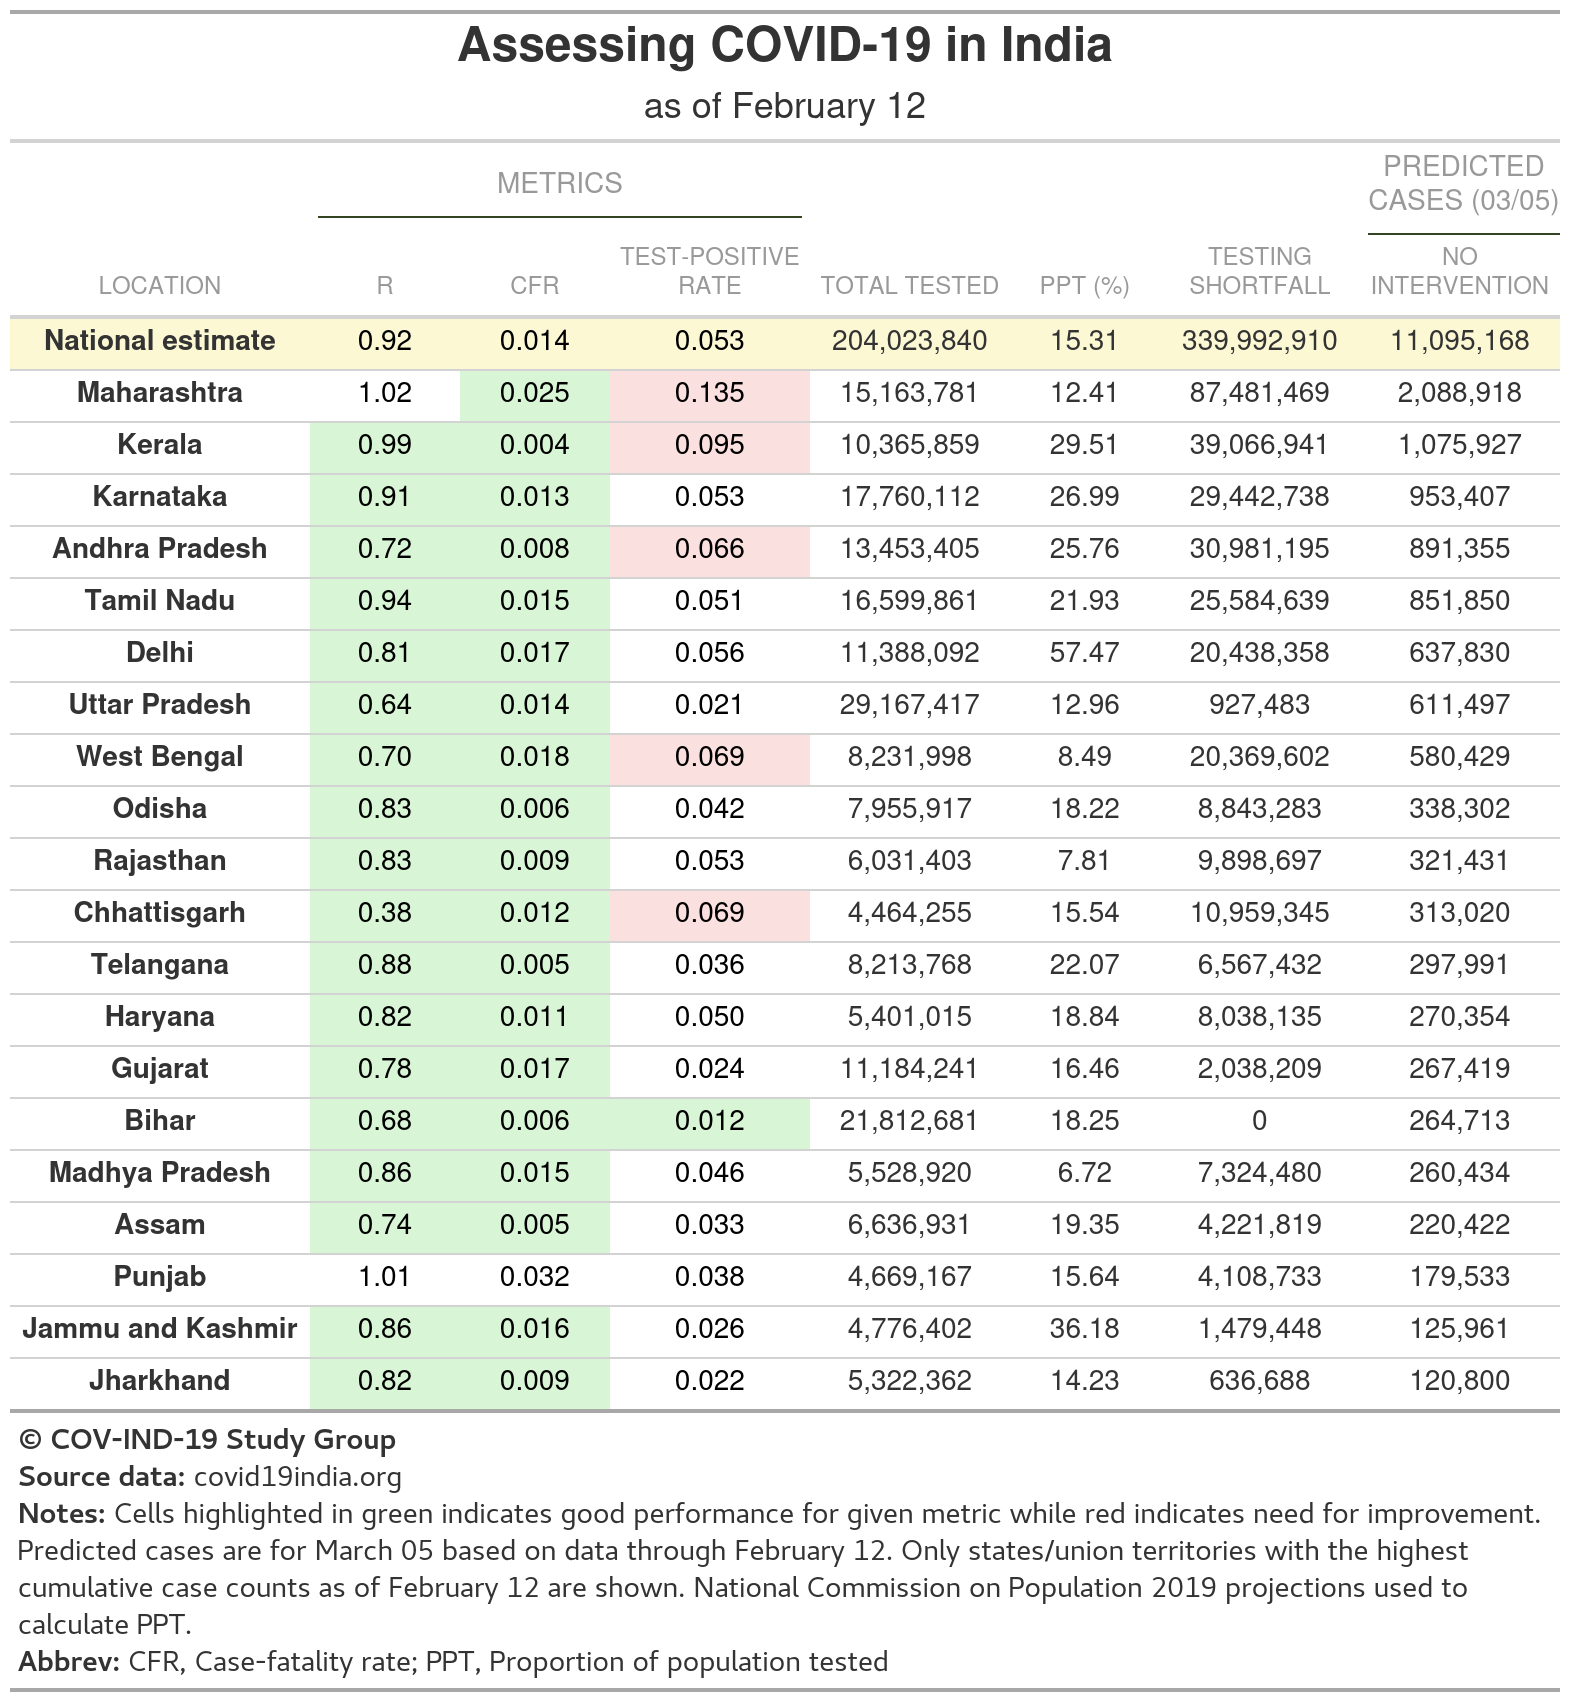 Assessing COVID-19 in India
as of February 12
METRICS
PREDICTED
CASES (03/05)
LOCATION R CFR TEST-POSITIVE RATE TOTAL TESTED PPT (%) TESTING SHORTFALL NO INTERVENTION
National estimate 0.92 0.014 0.053 204,023,840 15.31 339,992,910 11,095,168
Maharashtra 1.02 0.025 0.135 15,163,781 12.41 87,481,469 2,088,918
Kerala 0.99 0.004 0.095 10,365,859 29.51 39,066,941 1,075,927
Karnataka 0.91 0.013 0.053 17,760,112 26.99 29,442,738 953,407
Andhra Pradesh 0.72 0.008 0.066 13,453,405 25.76 30,981,195 891,355
Tamil Nadu 0.94 0.015 0.051 16,599,861 21.93 25,584,639 851,850
Delhi 0.81 0.017 0.056 11,388,092 57.47 20,438,358 637,830
Uttar Pradesh 0.64 0.014 0.021 29,167,417 12.96 927,483 611,497
West Bengal 0.70 0.018 0.069 8,231,998 8.49 20,369,602 580,429
Odisha 0.83 0.006 0.042 7,955,917 18.22 8,843,283 338,302
Rajasthan 0.83 0.009 0.053 6,031,403 7.81 9,898,697 321,431
Chhattisgarh 0.38 0.012 0.069 4,464,255 15.54 10,959,345 313,020
Telangana 0.88 0.005 0.036 8,213,768 22.07 6,567,432 297,991
Haryana 0.82 0.011 0.050 5,401,015 18.84 8,038,135 270,354
Gujarat 0.78 0.017 0.024 11,184,241 16.46 2,038,209 267,419
Bihar 0.68 0.006 0.012 21,812,681 18.25 0 264,713
Madhya Pradesh 0.86 0.015 0.046 5,528,920 6.72 7,324,480 260,434
Assam 0.74 0.005 0.033 6,636,931 19.35 4,221,819 220,422
Punjab 1.01 0.032 0.038 4,669,167 15.64 4,108,733 179,533
Jammu and Kashmir 0.86 0.016 0.026 4,776,402 36.18 1,479,448 125,961
Jharkhand 0.82 0.009 0.022 5,322,362 14.23 636,688 120,800
© COV-IND-19 Study Group
Source data: covid19india.org
Notes: Cells highlighted in green indicates good performance for given metric while red indicates need for improvement.
Predicted cases are for March 05 based on data through February 12. Only states/union territories with the highest
cumulative case counts as of February 12 are shown. National Commission on Population 2019 projections used to
calculate PPT.
Abbrev: CFR, Case-fatality rate; PPT, Proportion of population tested